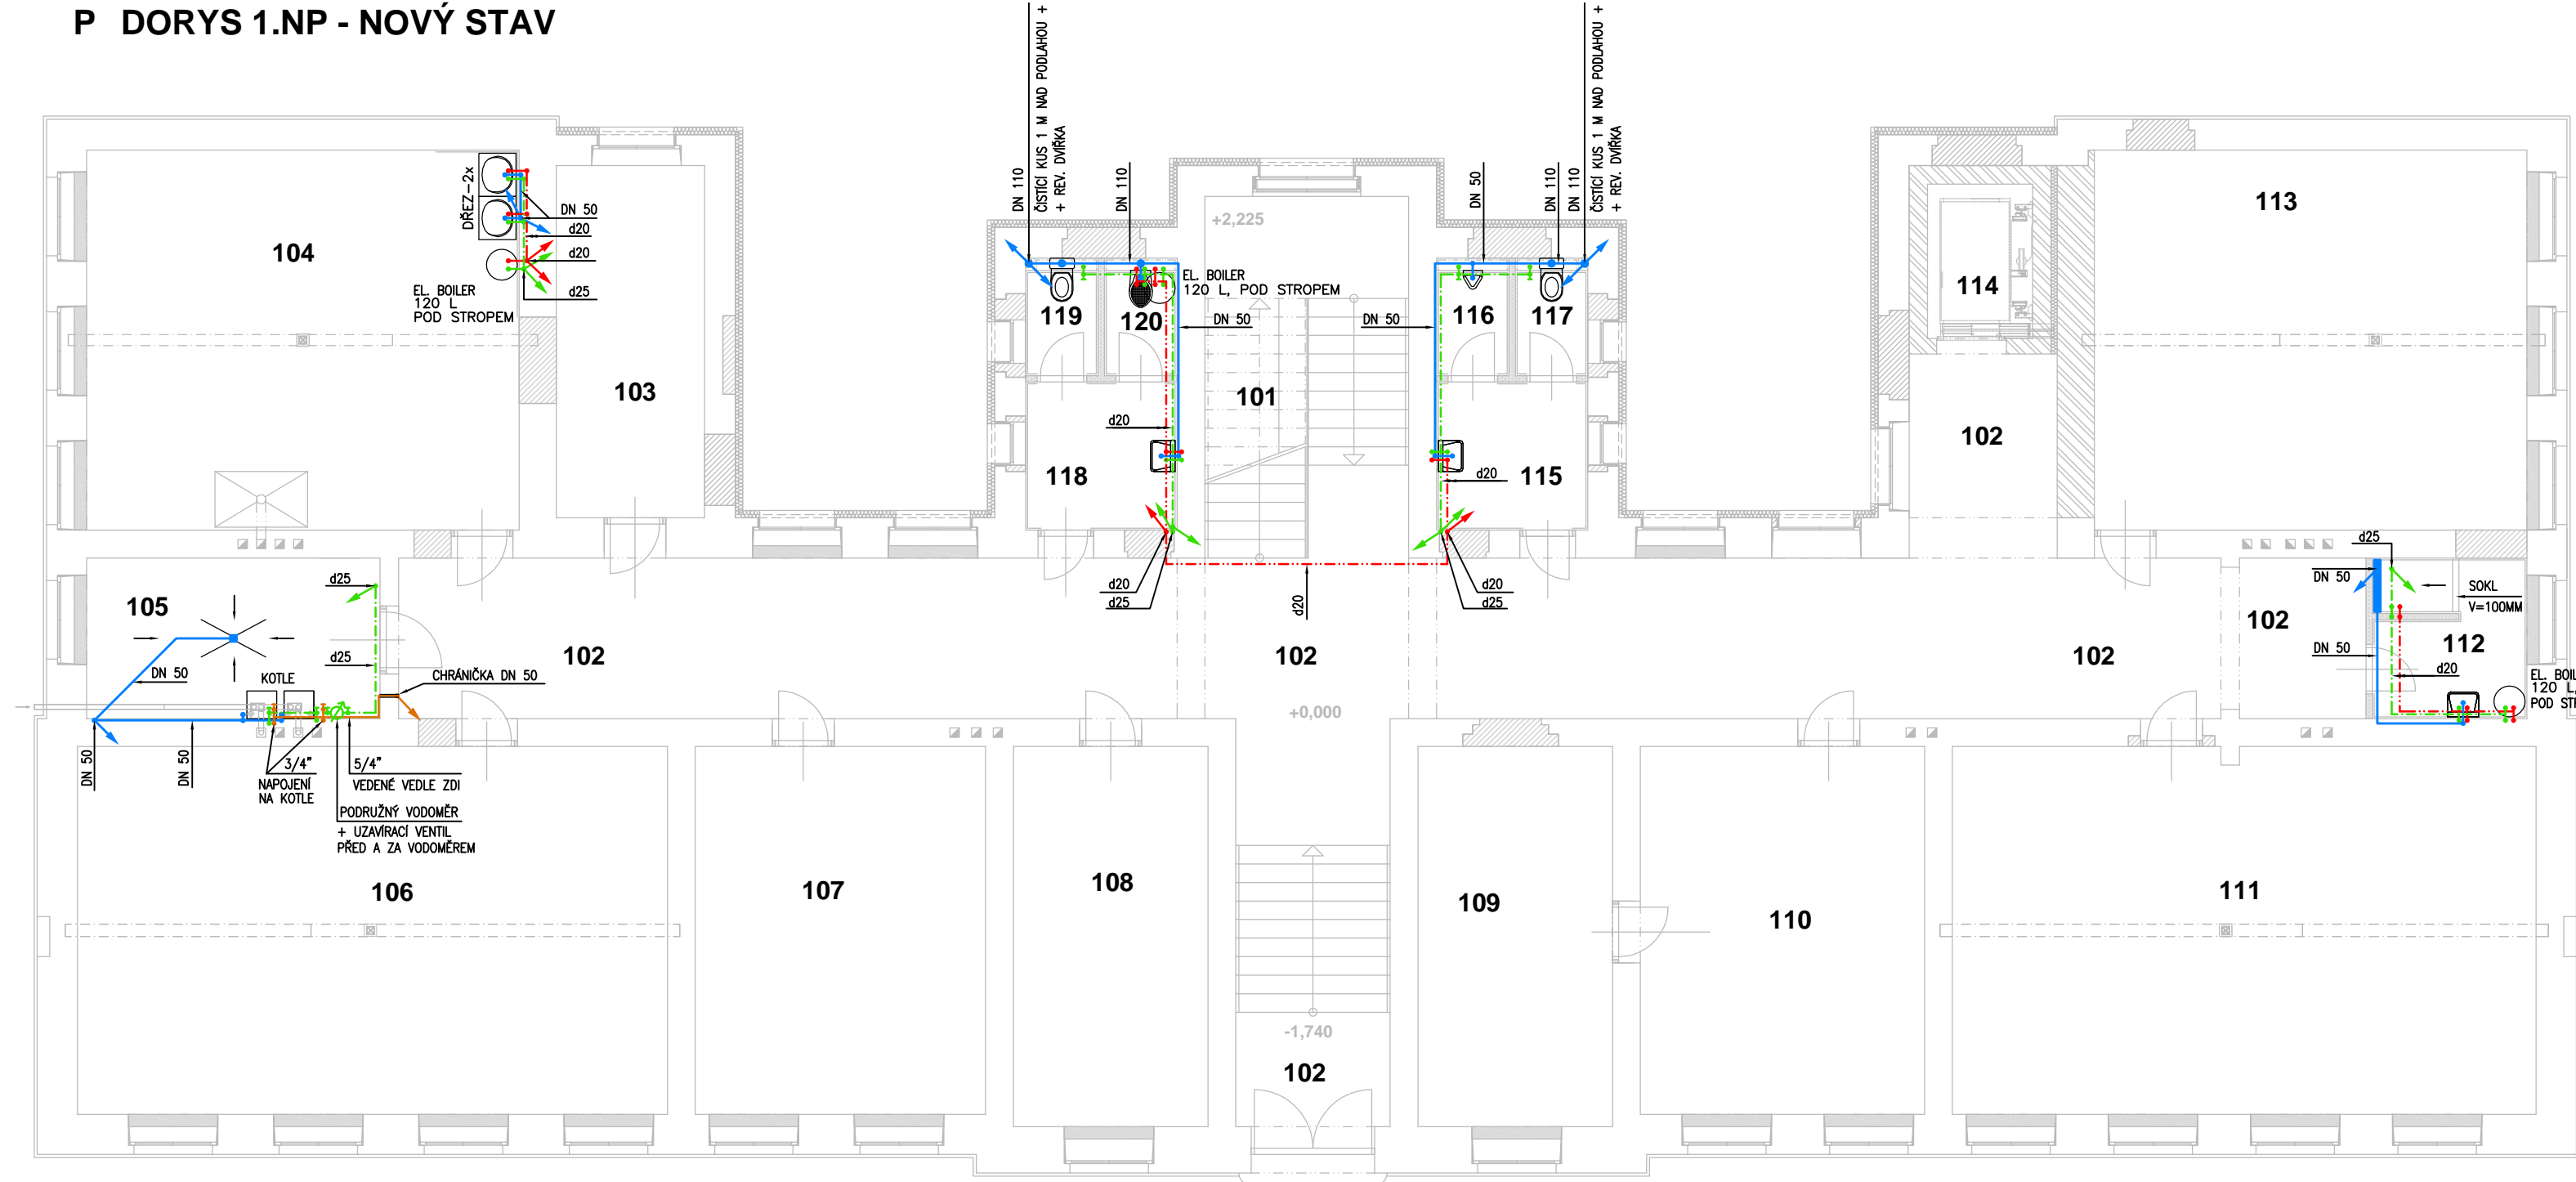 P DORYS 1.NP - NOVÝ STAV
DN 110
ČISTÍCÍ KUS 1 M NAD PODLAHOU +
+ REV. DVÍŘKA
DN 110
DN 50
DN 110
DN 110
ČISTÍCÍ KUS 1 M NAD PODLAHOU +
+ REV. DVÍŘKA
DŘEZ-2x
DN 50
d20
d20
d25
EL. BOILER
120 L
POD STROPEM
104
103
+2,225
EL. BOILER
120 L, POD STROPEM
119
120
DN 50
DN 50
116
117
101
d20
118
d20
115
114
113
102
d20
d25
d20
d20
d25
105
d25
d25
DN 50
KOTLE
CHRÁNIČKA DN 50
102
102
+0,000
102
102
d25
DN 50
SOKL
V=100MM
DN 50
112
d20
EL. BOIL
120 L,
POD ST
DN 50
DN 50
3/4"
NAPOJENÍ
NA KOTLE
5/4"
VEDENÉ VEDLE ZDI
PODRUŽNÝ VODOMĚR
+ UZAVÍRACÍ VENTIL
PŘED A ZA VODOMĚREM
106
107
108
109
110
111
-1,740
102